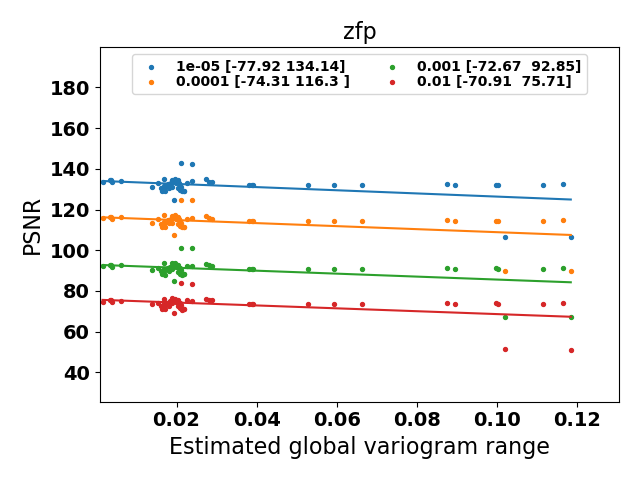 zfp
1e-05 [-77.92 134.14]
0.0001 [-74.31 116.3 ]
0.001 [-72.67  92.85]
0.01 [-70.91  75.71]
PSNR
180
160
140
120
100
80
60
40
0.02 0.04 0.06 0.08 0.10 0.12
Estimated global variogram range